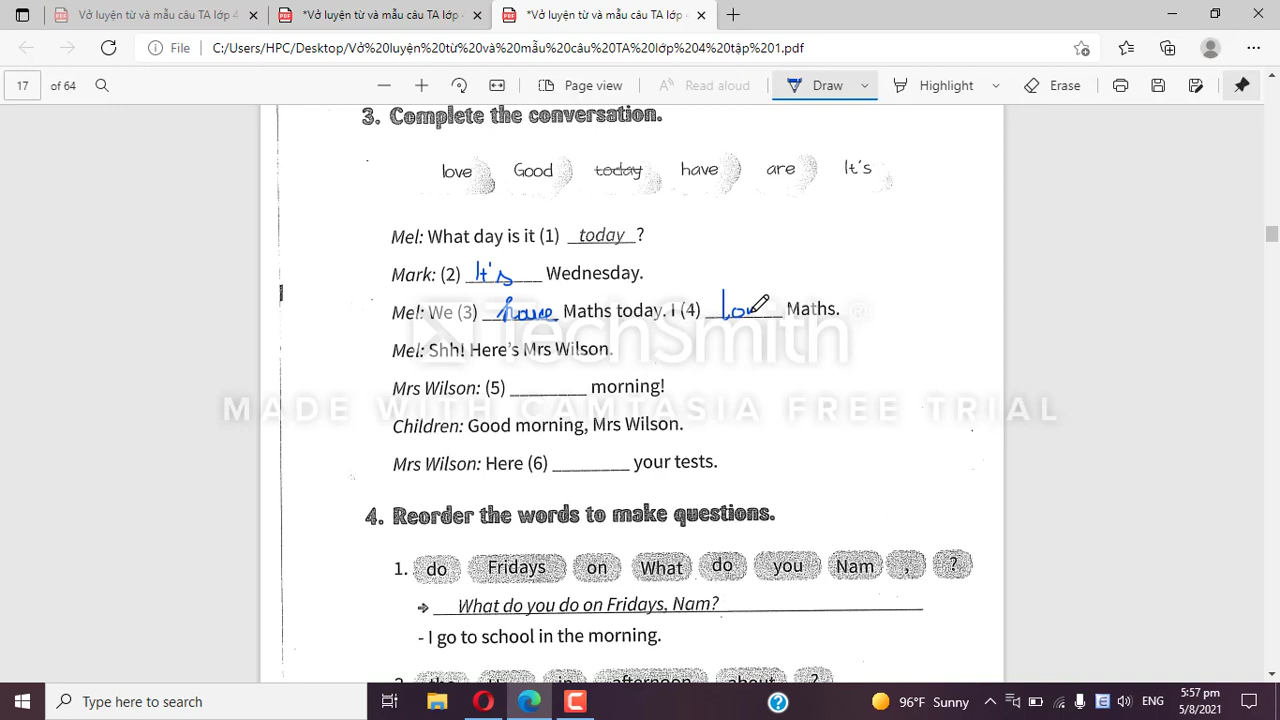 Vở luyện từ và mẫu câu TA lớp 4
*Vở luyện từ và mẫu câu TA lớp
*Vở luyện từ và mẫu câu TA lớp
File C:/Users/HPC/Desktop/Vở%20luyện%20từ%20và%20mẫu%20câu%20TA%20lớp%204%20tập%201.pdf
17 of 64 Page view Read aloud Draw Highlight Erase
3. Complete the conversation.
love Good today have are It's
Mel: What day is it (1) today ?
Mark: (2) It's Wednesday.
Mel: We (3) have Maths today. I (4) lov Maths.
TechSmith
Mel: Shh! Here's Mrs Wilson.
Mrs Wilson: (5) ________ morning!
MADE WITH CAMTASIA FREE TRIAL
Children: Good morning, Mrs Wilson.
Mrs Wilson: Here (6) ________ your tests.
4. Reorder the words to make questions.
1. do Fridays on What do you Nam , ?
What do you do on Fridays, Nam?
- I go to school in the morning.
in afternoon about ?
Type here to search
96°F Sunny ENG 5:57 pm
5/8/2021